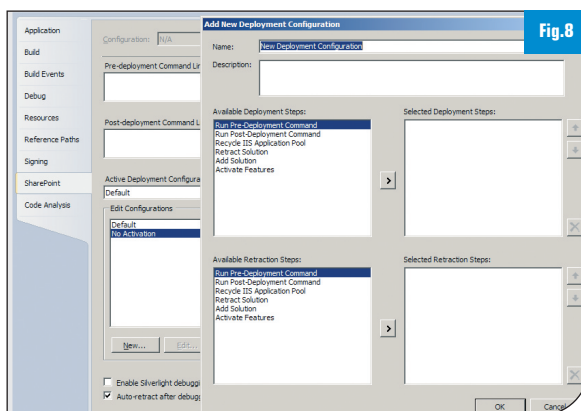 Application
Build
Build Events
Debug
Resources
Reference Paths
Signing
SharePoint
Code Analysis
Configuration: N/A
Pre-deployment Command Lin
Post-deployment Command L
Active Deployment Configura
Default
Edit Configurations
Default
No Activation
New...
Edit...
Enable Silverlight debuggi
Auto-retract after debugg
Add New Deployment Configuration
Fig.8
Name:
New Deployment Configuration
Description:
Available Deployment Steps:
Run Pre-Deployment Command
Run Post-Deployment Command
Recycle IIS Application Pool
Retract Solution
Add Solution
Activate Features
>
Selected Deployment Steps:
Available Retraction Steps:
Run Pre-Deployment Command
Run Post-Deployment Command
Recycle IIS Application Pool
Retract Solution
Add Solution
Activate Features
>
Selected Retraction Steps:
OK
Cancel